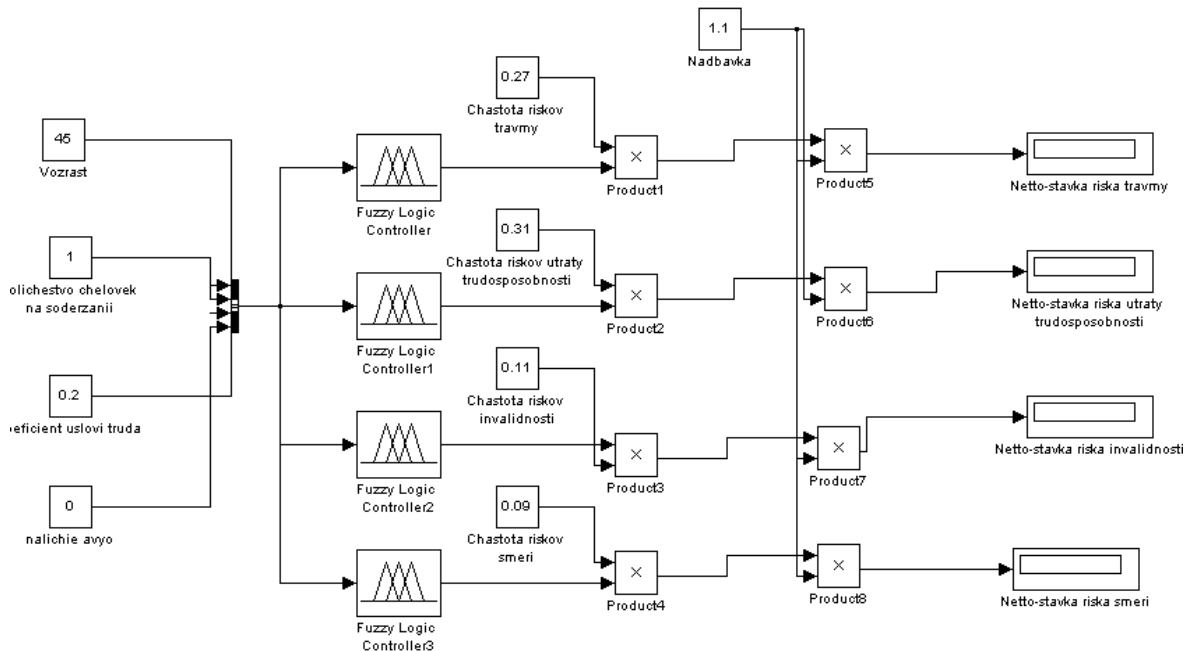 1.1
Nadbavka
0.27
Chastota riskov
travmy
45
Vozrast
Fuzzy Logic
Controller
×
Product1
×
Product5
Netto-stavka riska travmy
1
olichestvo chelovek
na soderzanii
0.31
Chastota riskov utraty
trudosposobnosti
Fuzzy Logic
Controller1
×
Product2
×
Product6
Netto-stavka riska utraty
trudosposobnosti
0.2
eficient uslovi truda
0.11
Chastota riskov
invalidnosti
Fuzzy Logic
Controller2
×
Product3
×
Product7
Netto-stavka riska invalidnosti
0
nalichie avyo
0.09
Chastota riskov
smeri
Fuzzy Logic
Controller3
×
Product4
×
Product8
Netto-stavka riska smeri